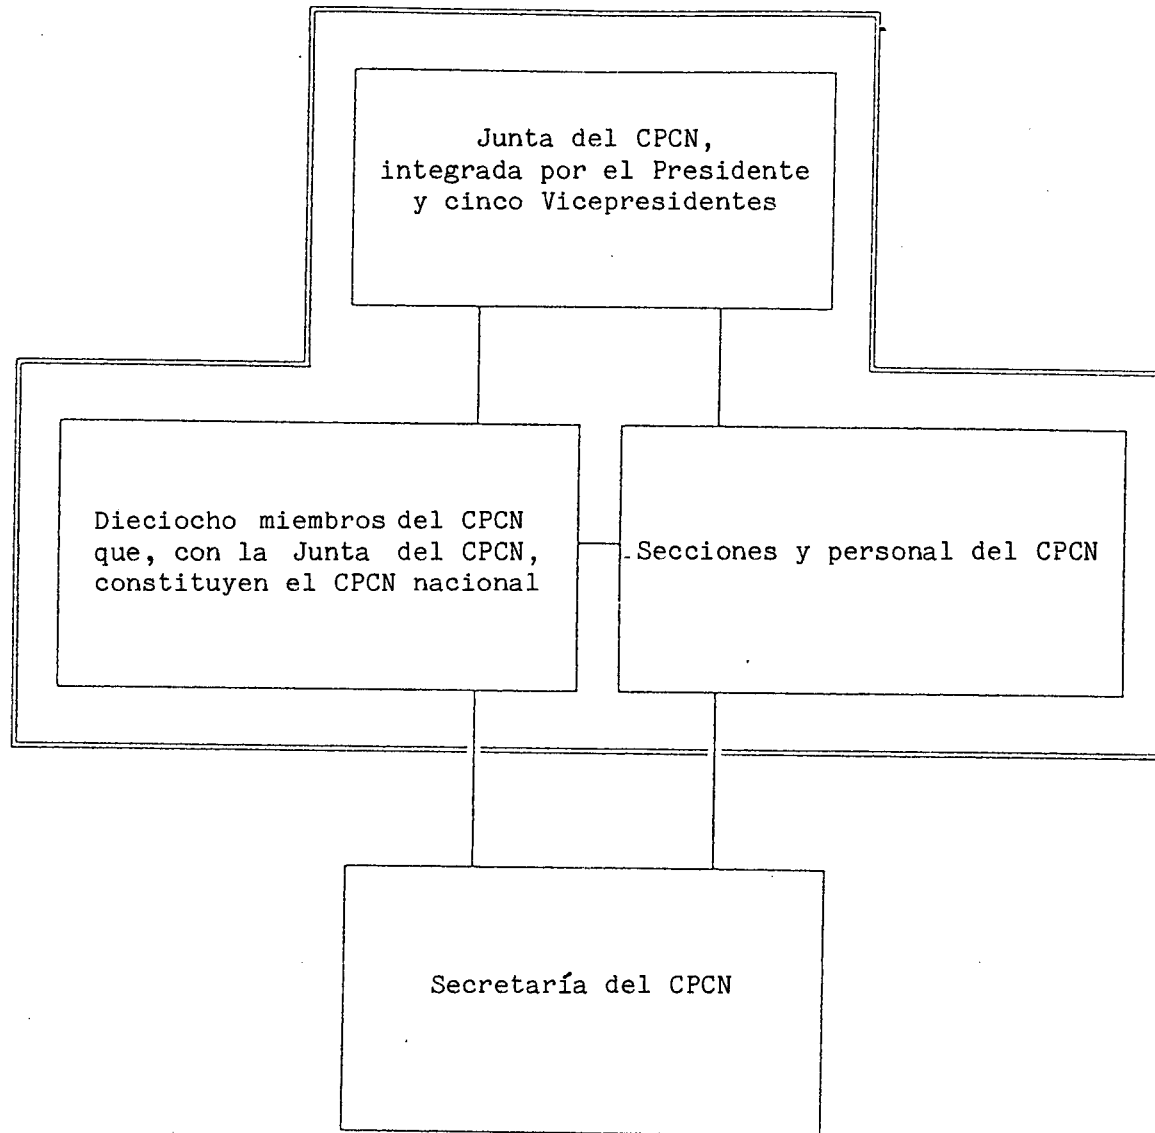 Junta del CPCN,
integrada por el Presidente
y cinco Vicepresidentes
Dieciocho miembros del CPCN
que, con la Junta del CPCN,
constituyen el CPCN nacional
Secciones y personal del CPCN
Secretaría del CPCN